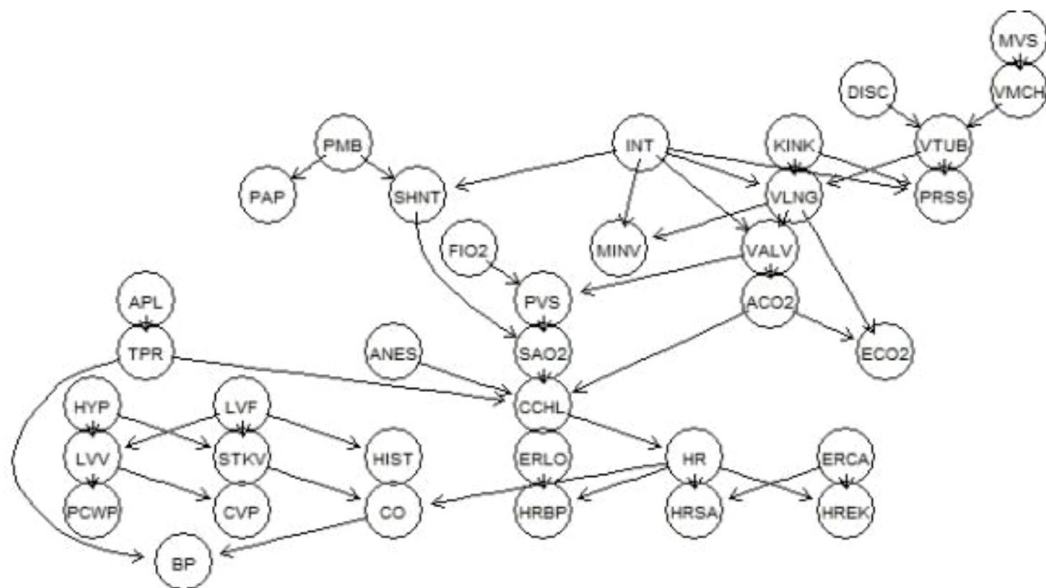 MVS
DISC VMCH
PMB INT KINK VTUB
PAP SHNT VLNG PRSS
FIO2 MINV VALV
APL PVS ACO2
TPR ANES SAO2 ECO2
HYP LVF CCHL
LVV STKV HIST ERLO HR ERCA
PCWP CVP CO HRBP HRSA HREK
BP